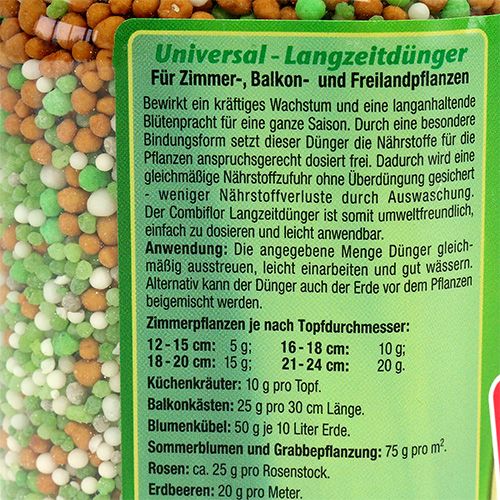 Universal - Langzeitdünger
Für Zimmer-, Balkon- und Freilandpflanzen
Bewirkt ein kräftiges Wachstum und eine langanhaltende
Blütenpracht für eine ganze Saison. Durch eine besondere
Bindungsform setzt dieser Dünger die Nährstoffe für die
Pflanzen anspruchsgerecht dosiert frei. Dadurch wird eine
gleichmäßige Nährstoffzufuhr ohne Überdüngung gesichert
- weniger Nährstoffverluste durch Auswaschung.
Der Combiflor Langzeitdünger ist somit umweltfreundlich,
einfach zu dosieren und leicht anwendbar.
Anwendung: Die angegebene Menge Dünger gleich-
mäßig ausstreuen, leicht einarbeiten und gut wässern.
Alternativ kann der Dünger auch der Erde vor dem Pflanzen
beigemischt werden.
Zimmerpflanzen je nach Topfdurchmesser:
12 - 15 cm: 5 g; 16 - 18 cm: 10 g;
18 - 20 cm: 15 g; 21 - 24 cm: 20 g.
Küchenkräuter: 10 g pro Topf.
Balkonkästen: 25 g pro 30 cm Länge.
Blumenkübel: 50 g je 10 Liter Erde.
Sommerblumen und Grabbepflanzung: 75 g pro m².
Rosen: ca. 25 g pro Rosenstock.
Erdbeeren: 20 g pro Meter.